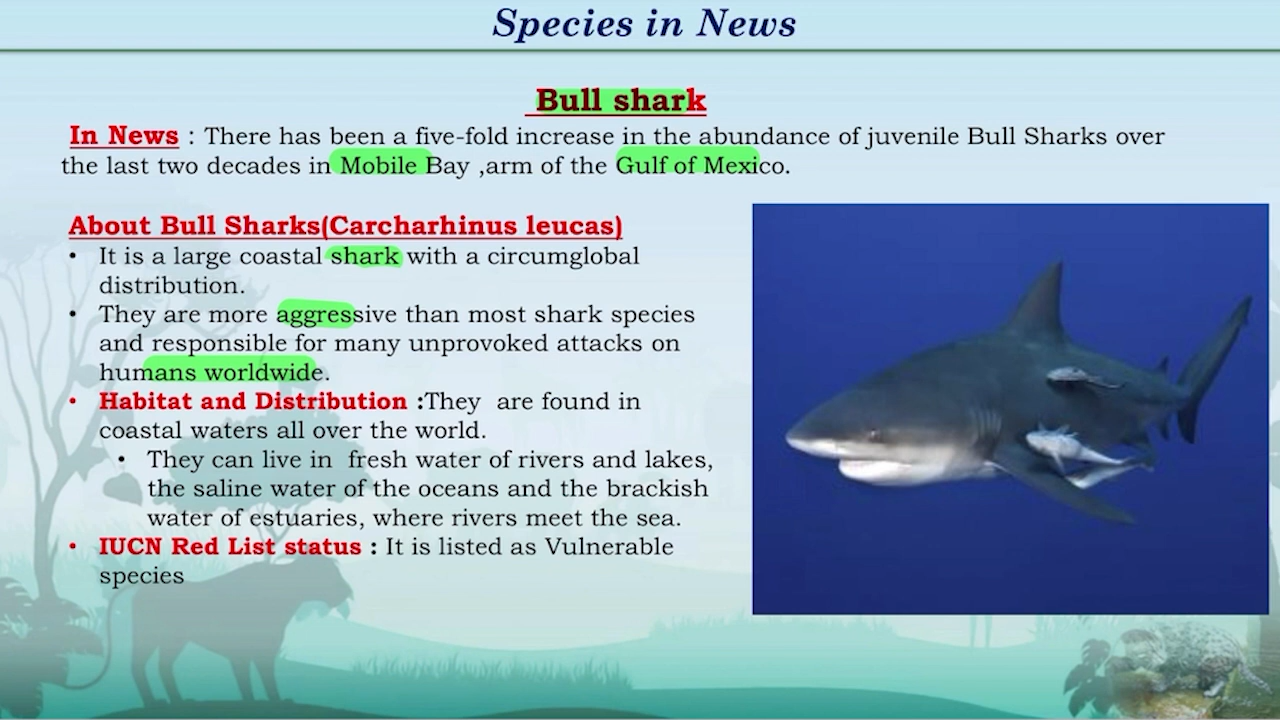 Species in News
Bull shark
In News : There has been a five-fold increase in the abundance of juvenile Bull Sharks over
the last two decades in Mobile Bay ,arm of the Gulf of Mexico.
About Bull Sharks(Carcharhinus leucas)
• It is a large coastal shark with a circumglobal
distribution.
• They are more aggressive than most shark species
and responsible for many unprovoked attacks on
humans worldwide.
• Habitat and Distribution :They are found in
coastal waters all over the world.
• They can live in fresh water of rivers and lakes,
the saline water of the oceans and the brackish
water of estuaries, where rivers meet the sea.
• IUCN Red List status : It is listed as Vulnerable
species